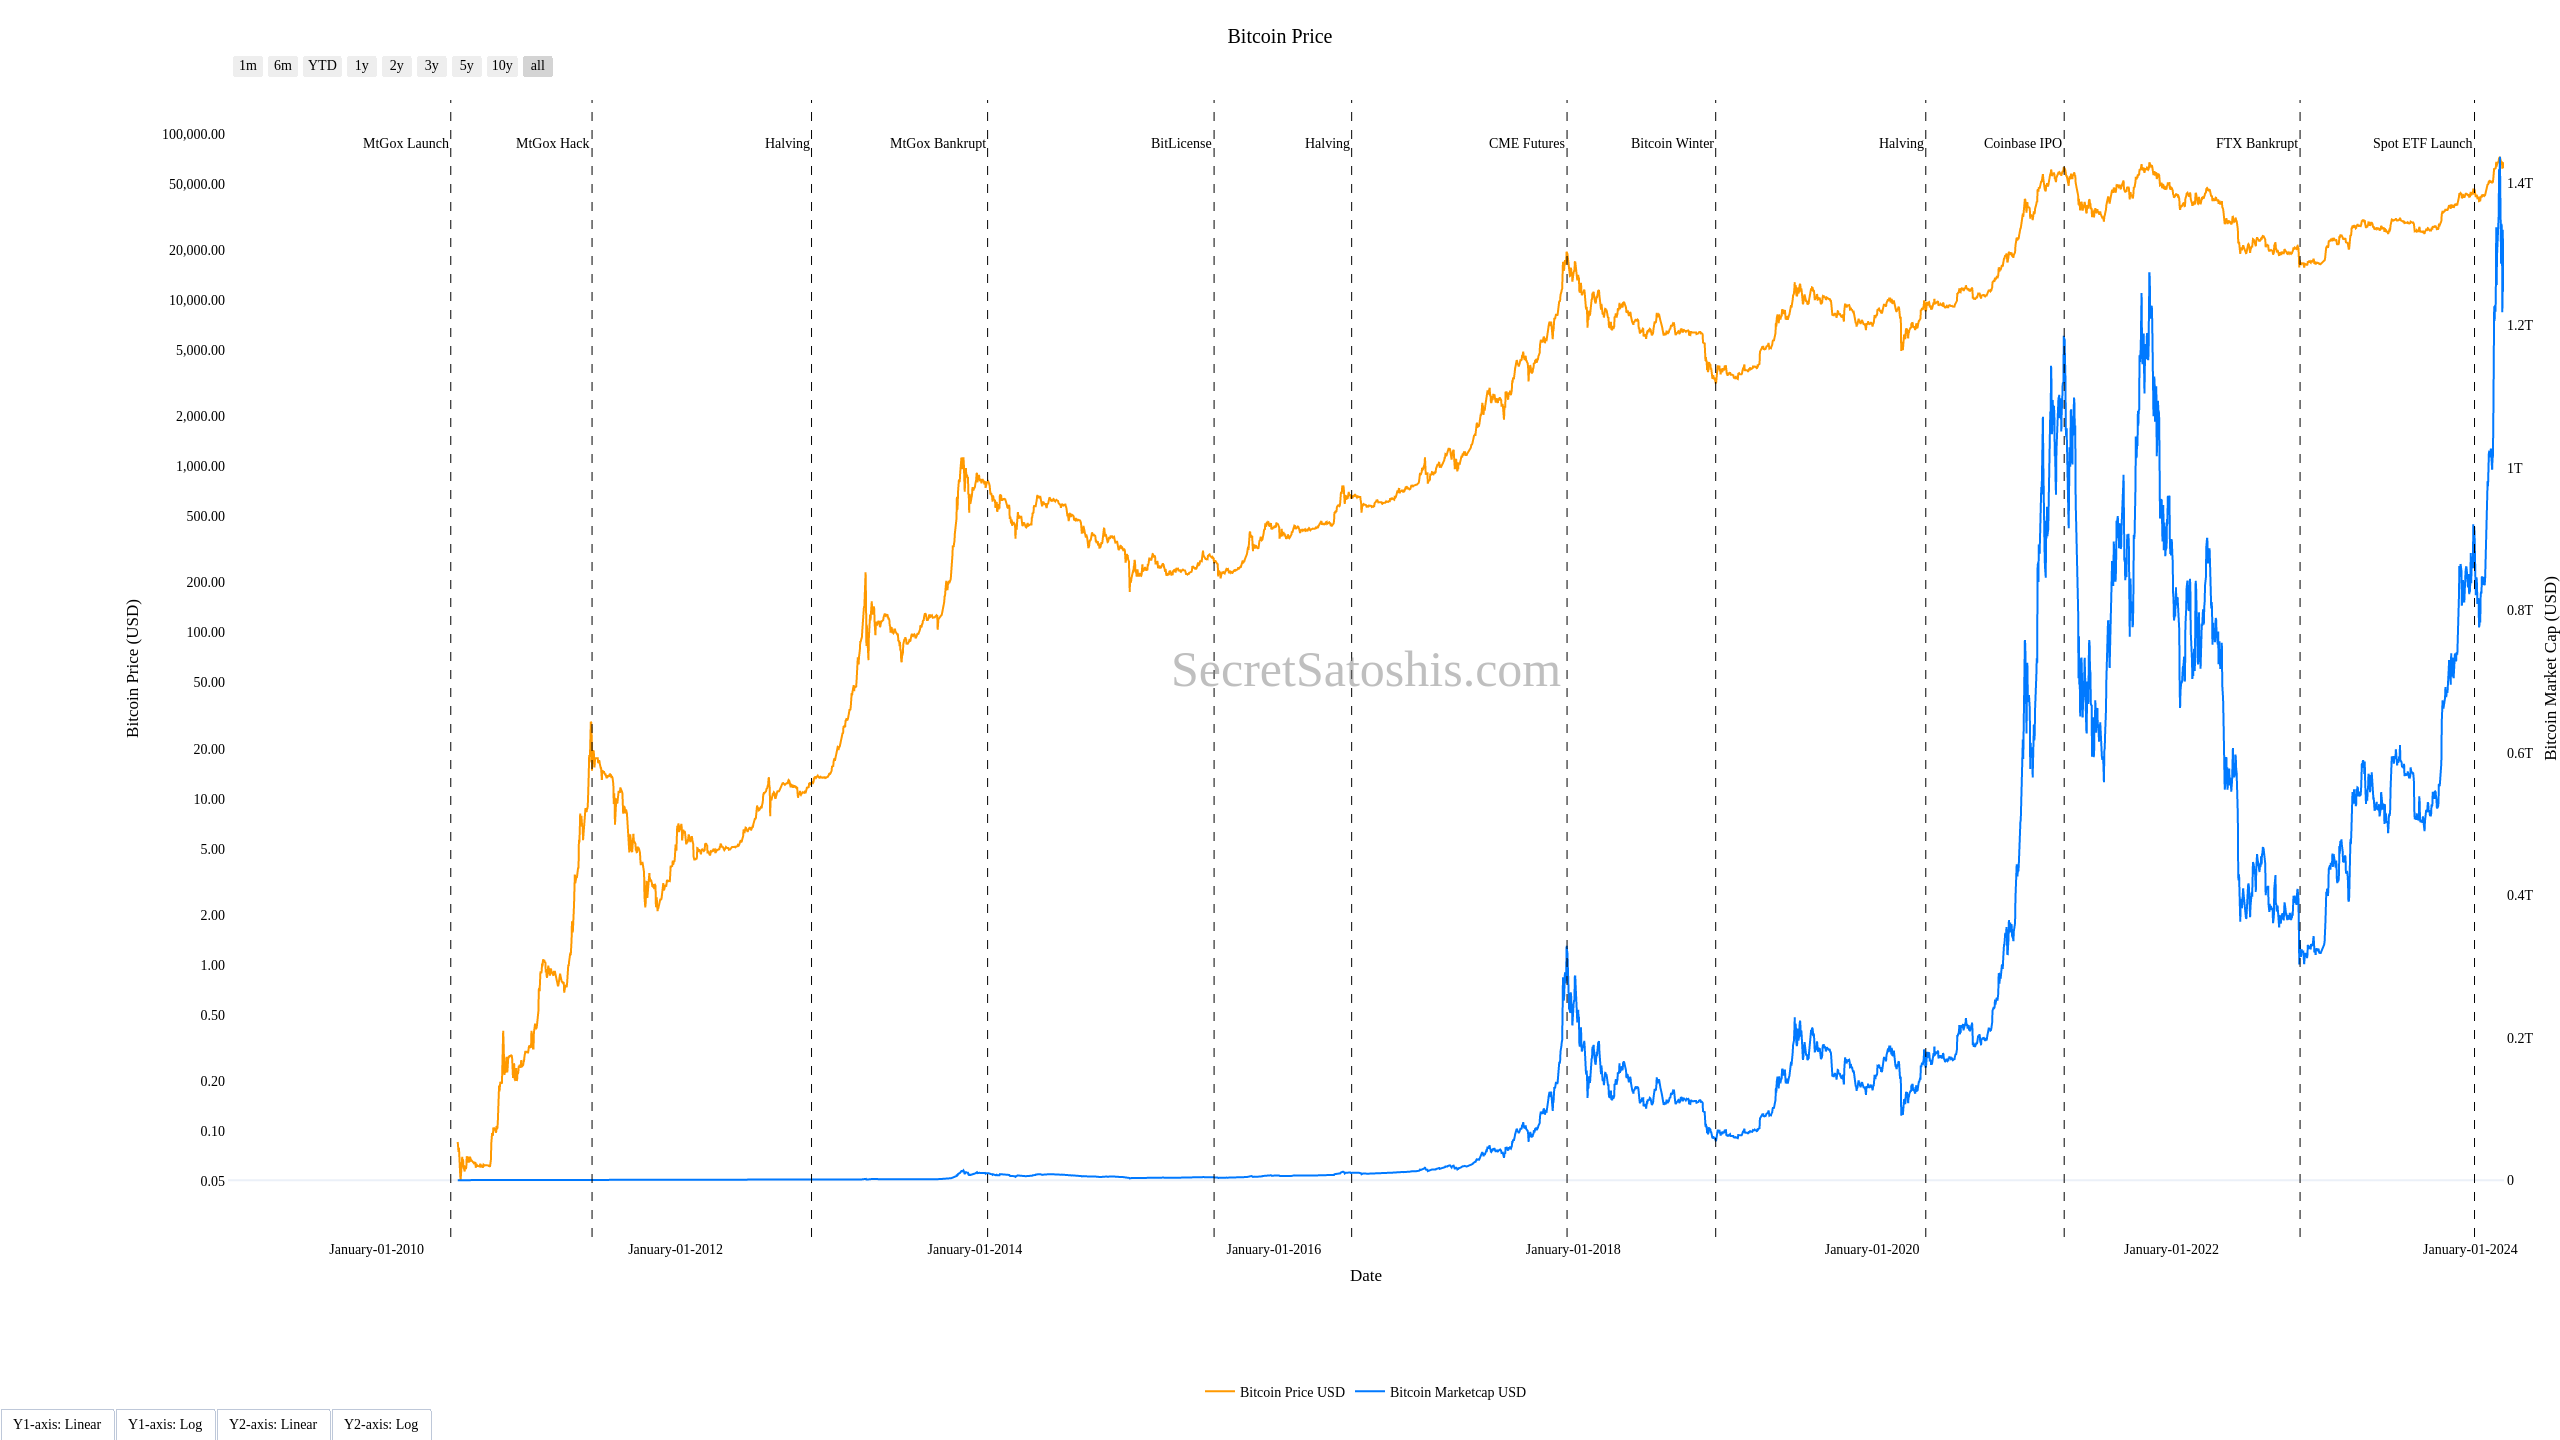 Bitcoin Price
1m 6m YTD 1y 2y 3y 5y 10y all
MtGox Launch MtGox Hack Halving MtGox Bankrupt BitLicense Halving CME Futures Bitcoin Winter Halving Coinbase IPO FTX Bankrupt Spot ETF Launch
100,000.00
50,000.00
20,000.00
10,000.00
5,000.00
2,000.00
1,000.00
500.00
200.00
100.00
50.00
20.00
10.00
5.00
2.00
1.00
0.50
0.20
0.10
0.05
Bitcoin Price (USD)
SecretSatoshis.com
1.4T
1.2T
1T
0.8T
0.6T
0.4T
0.2T
0
Bitcoin Market Cap (USD)
January-01-2010 January-01-2012 January-01-2014 January-01-2016 January-01-2018 January-01-2020 January-01-2022 January-01-2024
Date
Bitcoin Price USD Bitcoin Marketcap USD
Y1-axis: Linear Y1-axis: Log Y2-axis: Linear Y2-axis: Log